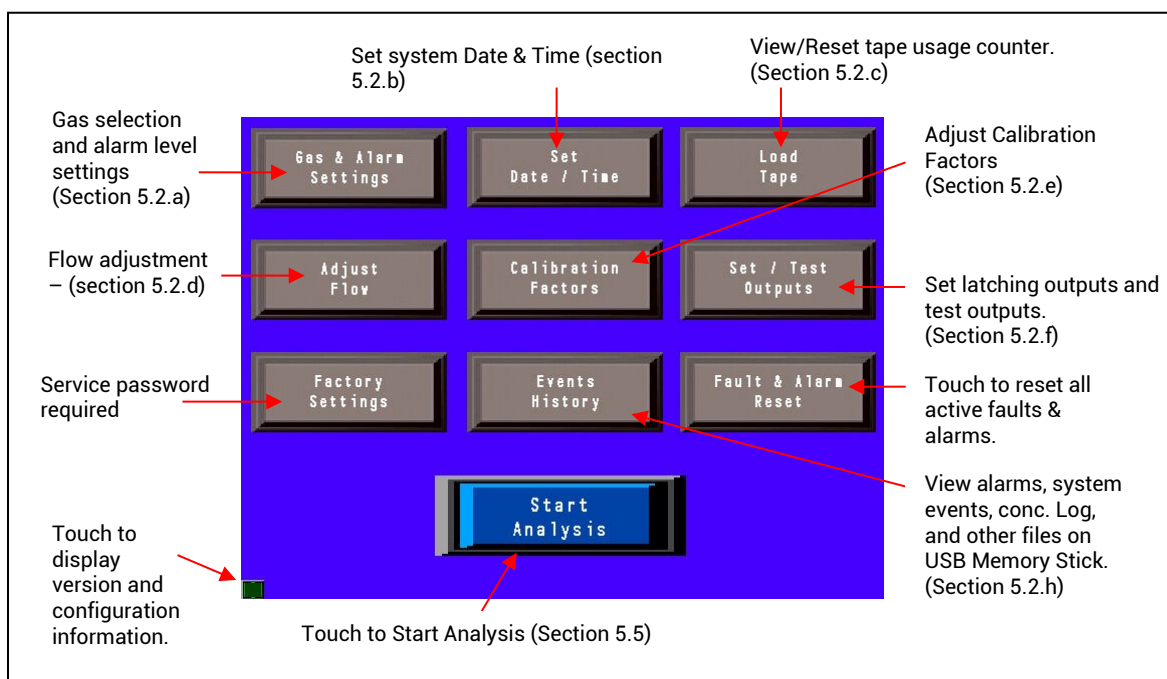 Set system Date & Time (section
5.2.b)
View/Reset tape usage counter.
(Section 5.2.c)
Gas selection
and alarm level
settings
(Section 5.2.a)
Adjust Calibration
Factors
(Section 5.2.e)
Gas & Alarm
Settings
Set
Date / Time
Load
Tape
Flow adjustment
– (section 5.2.d)
Adjust
Flow
Calibration
Factors
Set / Test
Outputs
Set latching outputs and
test outputs.
(Section 5.2.f)
Service password
required
Factory
Settings
Events
History
Fault & Alarm
Reset
Touch to reset all
active faults &
alarms.
View alarms, system
events, conc. Log,
and other files on
USB Memory Stick.
(Section 5.2.h)
Start
Analysis
Touch to
display
version and
configuration
information.
Touch to Start Analysis (Section 5.5)